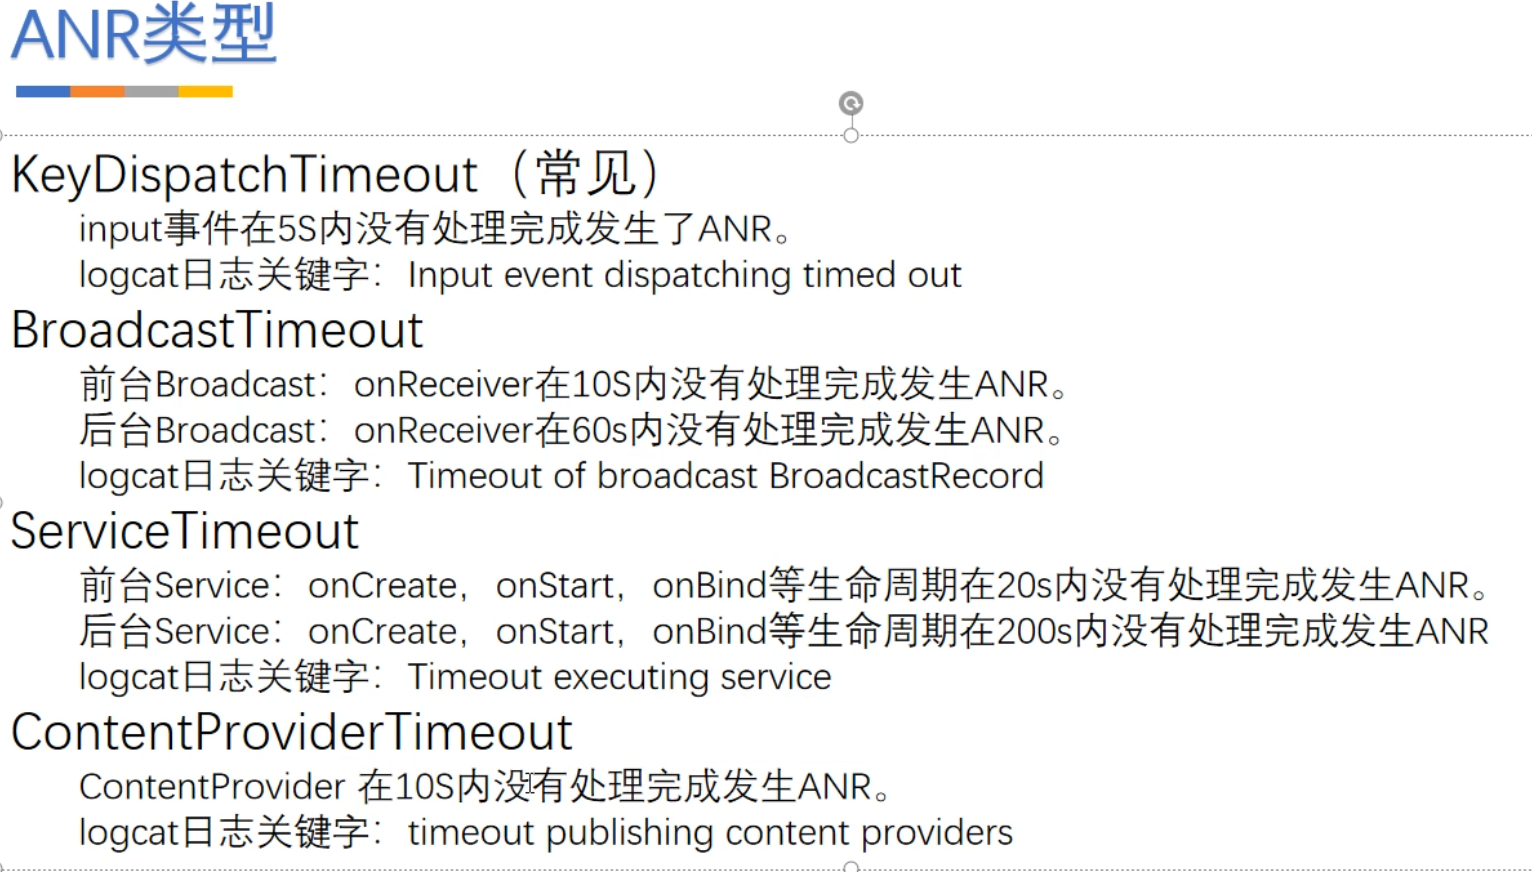 ANR类型
KeyDispatchTimeout（常见）
input事件在5S内没有处理完成发生了ANR。
logcat日志关键字：Input event dispatching timed out
BroadcastTimeout
前台Broadcast：onReceiver在10S内没有处理完成发生ANR。
后台Broadcast：onReceiver在60s内没有处理完成发生ANR。
logcat日志关键字：Timeout of broadcast BroadcastRecord
ServiceTimeout
前台Service：onCreate，onStart，onBind等生命周期在20s内没有处理完成发生ANR。
后台Service：onCreate，onStart，onBind等生命周期在200s内没有处理完成发生ANR
logcat日志关键字：Timeout executing service
ContentProviderTimeout
ContentProvider 在10S内没有处理完成发生ANR。
logcat日志关键字：timeout publishing content providers